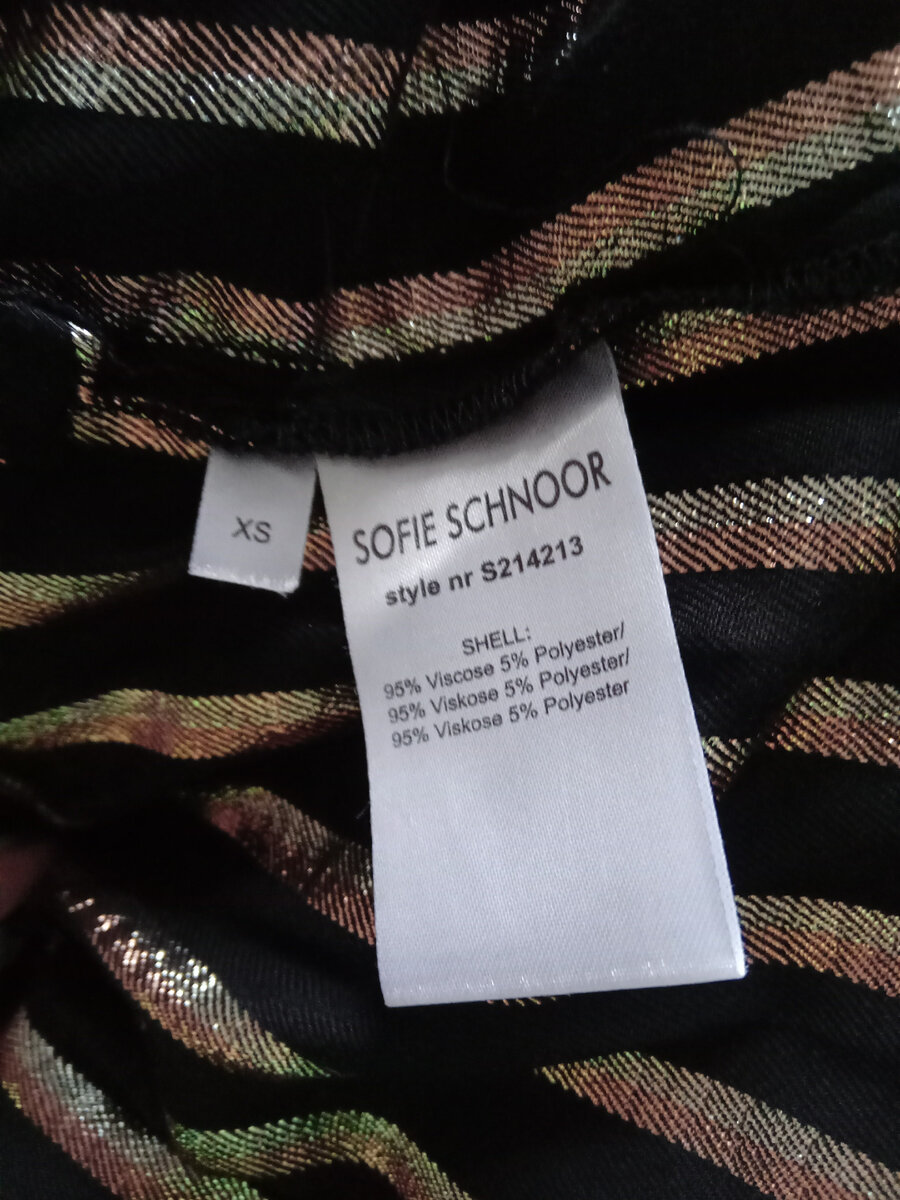 XS
SOFIE SCHNOOR
style nr S214213
SHELL:
95% Viscose 5% Polyester/
95% Viskose 5% Polyester/
95% Viskose 5% Polyester